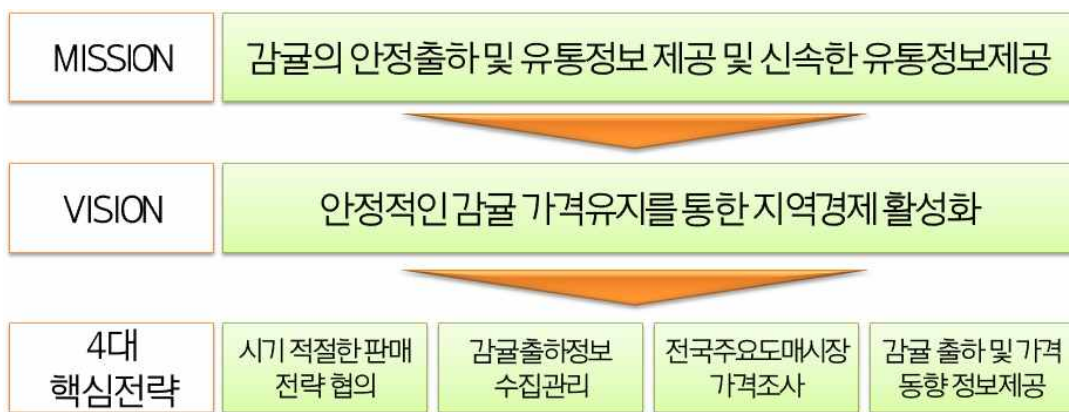 MISSION
감귤의 안정출하 및 유통정보 제공 및 신속한 유통정보제공
VISION
안정적인 감귤 가격유지를 통한 지역경제 활성화
4대
핵심전략
시기 적절한 판매
전략 협의
감귤출하정보
수집관리
전국주요도매시장
가격조사
감귤 출하 및 가격
동향 정보제공